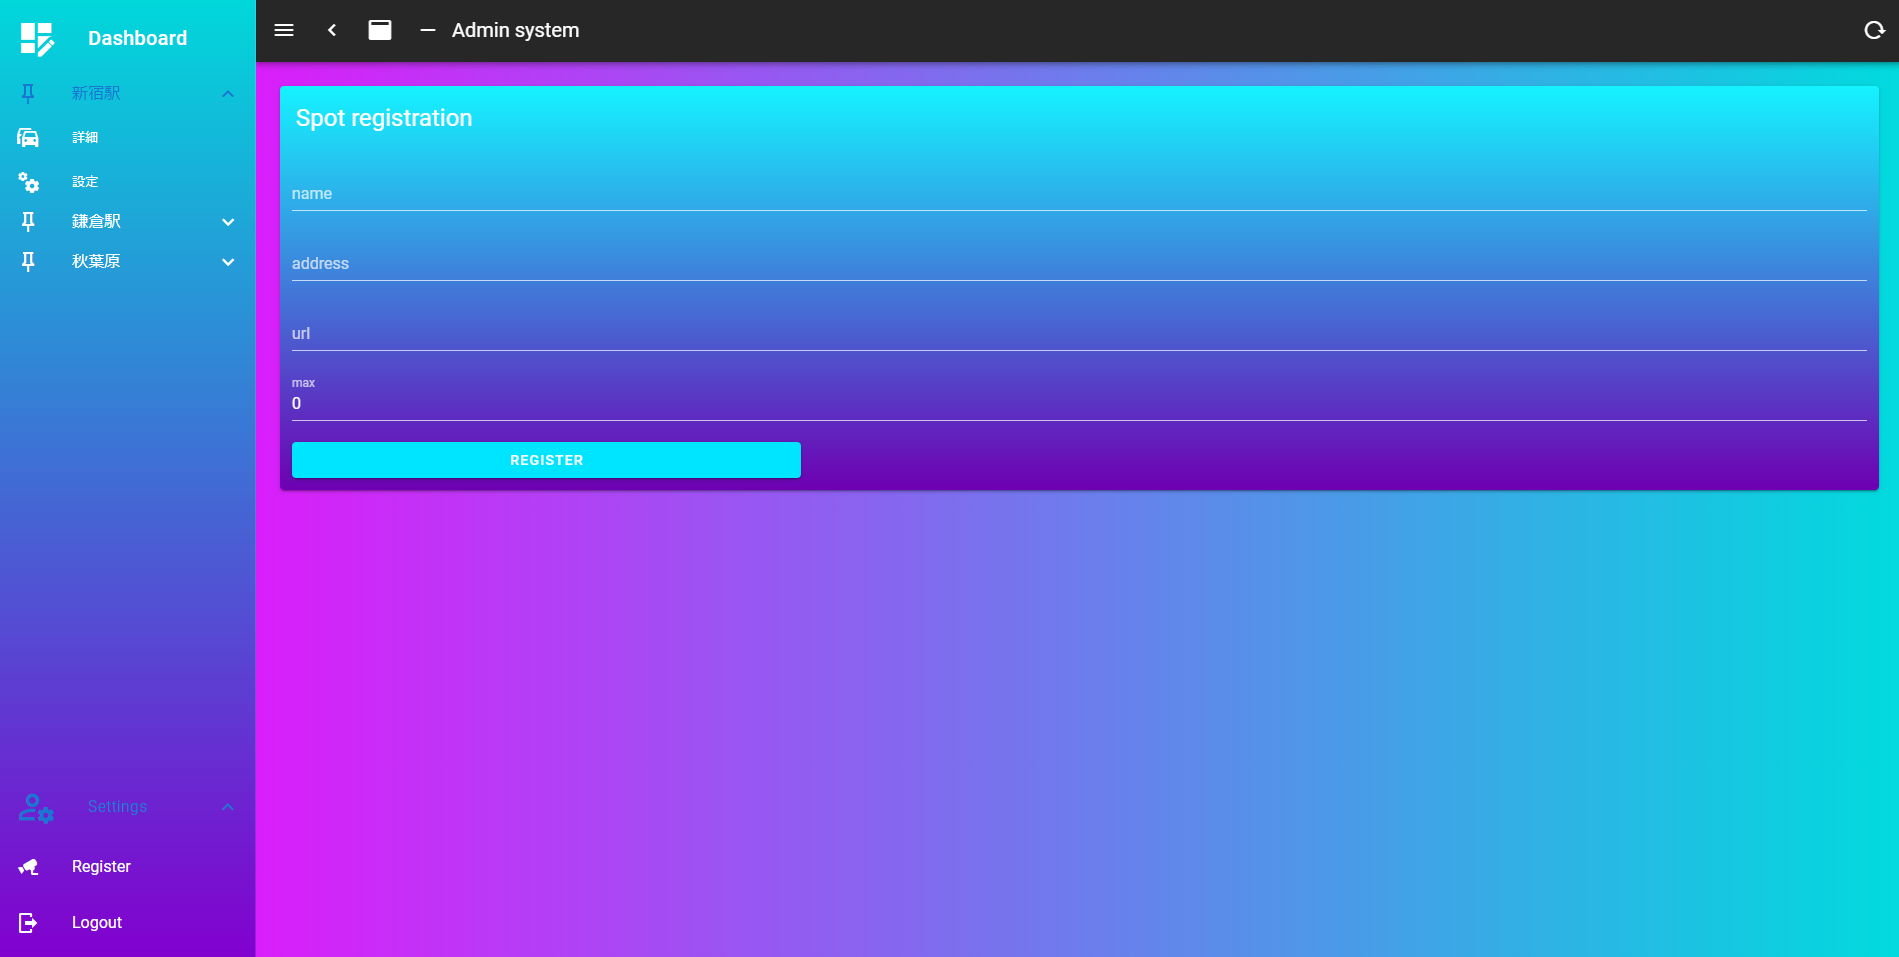 Dashboard
新宿駅
詳細
設定
鎌倉駅
秋葉原
Settings
Register
Logout
Admin system
Spot registration
name
address
url
max
0
REGISTER